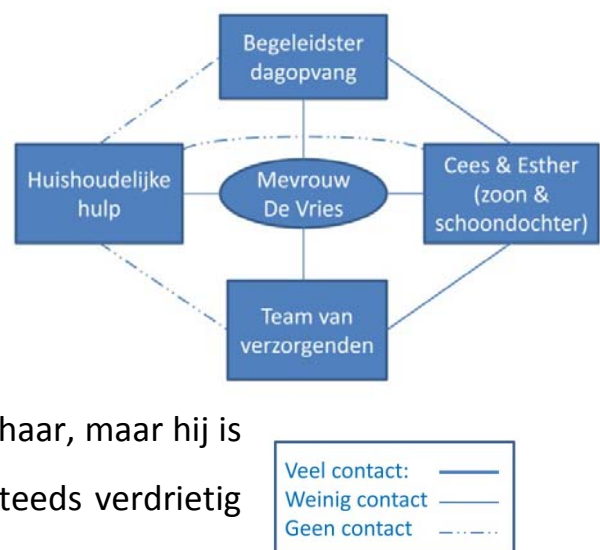 Begeleidster
dagopvang
Huishoudelijke
hulp
Mevrouw
De Vries
Cees & Esther
(zoon &
schoondochter)
Team van
verzorgenden
haar, maar hij is
teeds verdrietig
Veel contact:
Weinig contact
Geen contact